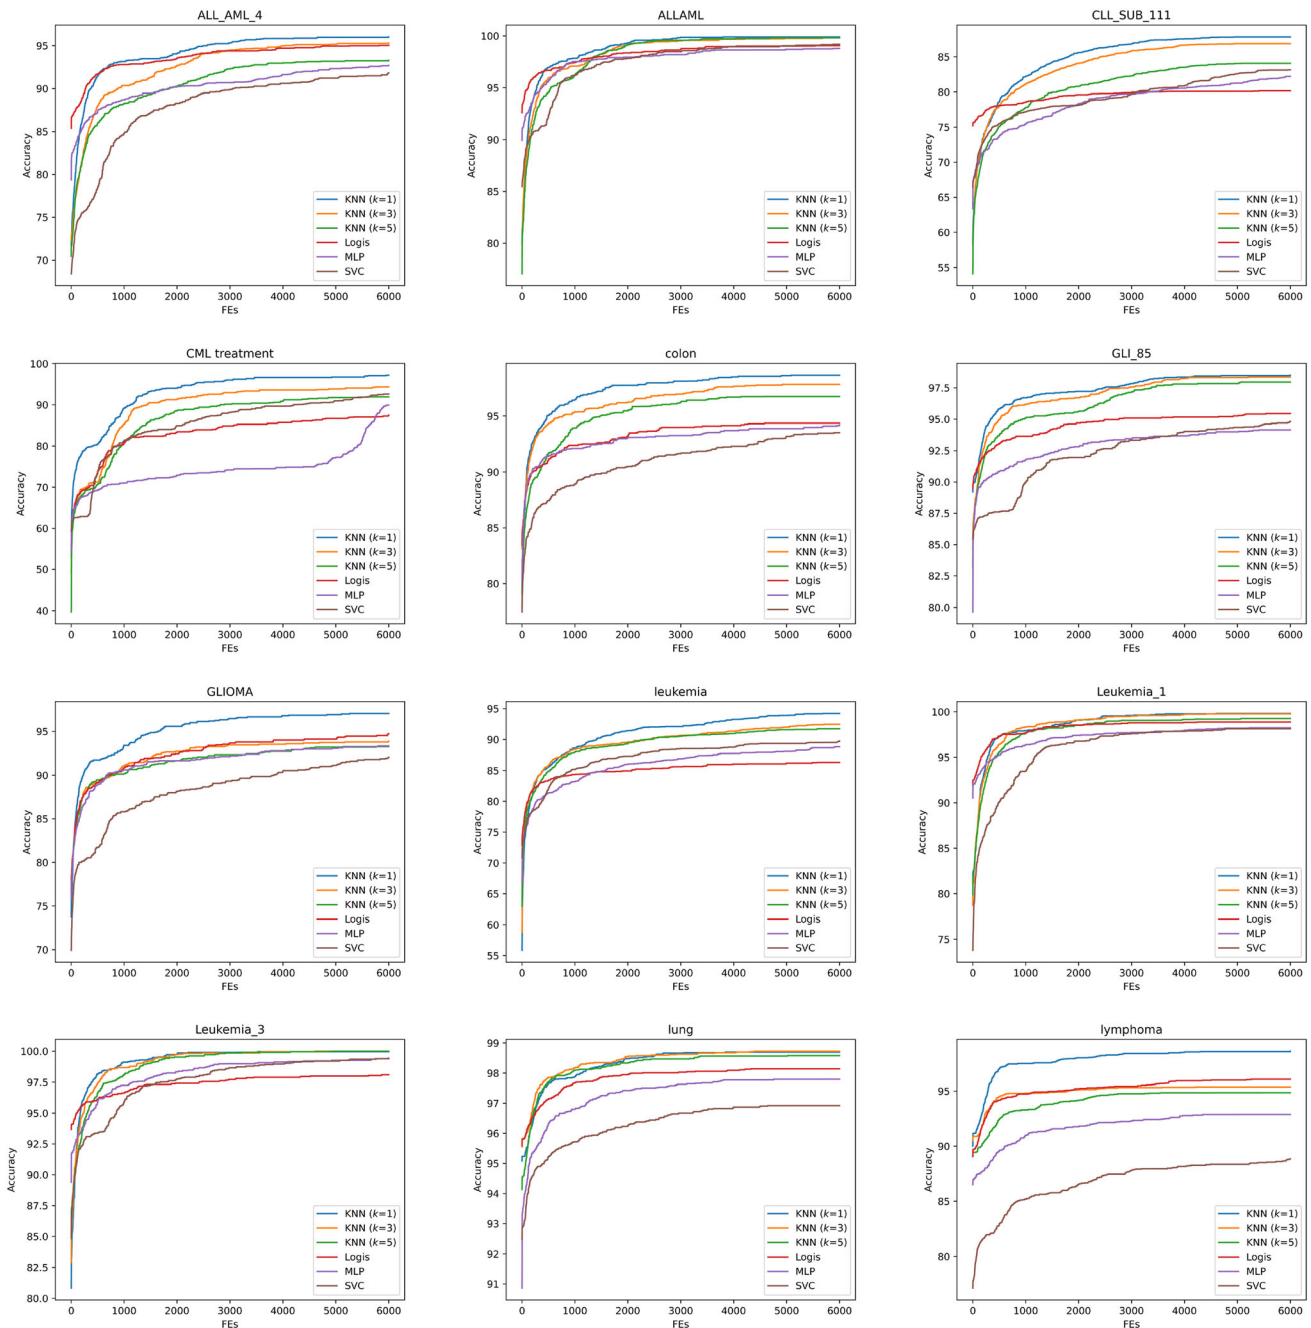 ALL_AML_4
Accuracy
95
90
85
80
75
70
0 1000 2000 3000 4000 5000 6000
FEs
KNN (k=1)
KNN (k=3)
KNN (k=5)
Logis
MLP
SVC
ALLAML
Accuracy
100
95
90
85
80
0 1000 2000 3000 4000 5000 6000
FEs
KNN (k=1)
KNN (k=3)
KNN (k=5)
Logis
MLP
SVC
CLL_SUB_111
Accuracy
85
80
75
70
65
60
55
0 1000 2000 3000 4000 5000 6000
FEs
KNN (k=1)
KNN (k=3)
KNN (k=5)
Logis
MLP
SVC
CML treatment
Accuracy
100
90
80
70
60
50
40
0 1000 2000 3000 4000 5000 6000
FEs
KNN (k=1)
KNN (k=3)
KNN (k=5)
Logis
MLP
SVC
colon
Accuracy
95
90
85
80
0 1000 2000 3000 4000 5000 6000
FEs
KNN (k=1)
KNN (k=3)
KNN (k=5)
Logis
MLP
SVC
GLI_85
Accuracy
97.5
95.0
92.5
90.0
87.5
85.0
82.5
80.0
0 1000 2000 3000 4000 5000 6000
FEs
KNN (k=1)
KNN (k=3)
KNN (k=5)
Logis
MLP
SVC
GLIOMA
Accuracy
95
90
85
80
75
70
0 1000 2000 3000 4000 5000 6000
FEs
KNN (k=1)
KNN (k=3)
KNN (k=5)
Logis
MLP
SVC
leukemia
Accuracy
95
90
85
80
75
70
65
60
55
0 1000 2000 3000 4000 5000 6000
FEs
KNN (k=1)
KNN (k=3)
KNN (k=5)
Logis
MLP
SVC
Leukemia_1
Accuracy
100
95
90
85
80
75
0 1000 2000 3000 4000 5000 6000
FEs
KNN (k=1)
KNN (k=3)
KNN (k=5)
Logis
MLP
SVC
Leukemia_3
Accuracy
100.0
97.5
95.0
92.5
90.0
87.5
85.0
82.5
80.0
0 1000 2000 3000 4000 5000 6000
FEs
KNN (k=1)
KNN (k=3)
KNN (k=5)
Logis
MLP
SVC
lung
Accuracy
99
98
97
96
95
94
93
92
91
0 1000 2000 3000 4000 5000 6000
FEs
KNN (k=1)
KNN (k=3)
KNN (k=5)
Logis
MLP
SVC
lymphoma
Accuracy
95
90
85
80
0 1000 2000 3000 4000 5000 6000
FEs
KNN (k=1)
KNN (k=3)
KNN (k=5)
Logis
MLP
SVC